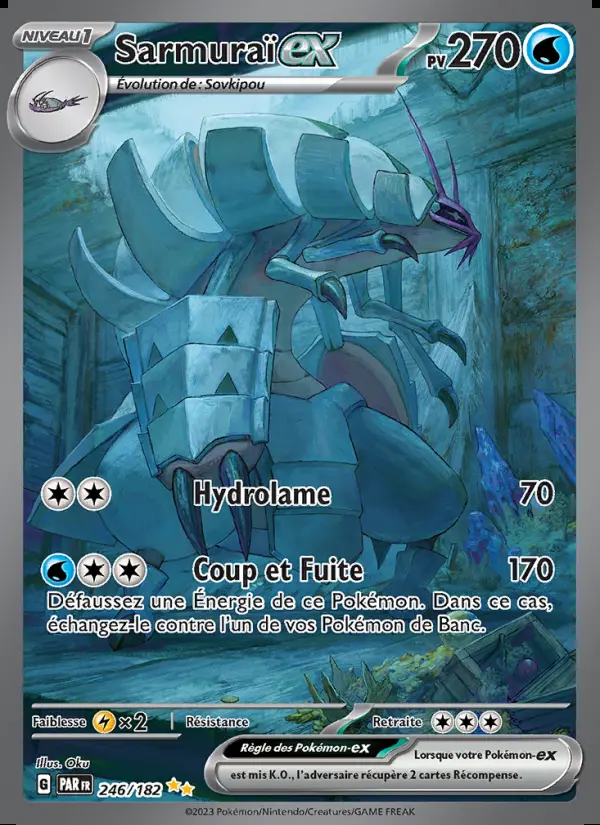 NIVEAU 1
Sarmuraï ex
PV 270
Évolution de : Sovkipou
Hydrolame 70
Coup et Fuite 170
Défaussez une Énergie de ce Pokémon. Dans ce cas,
échangez-le contre l'un de vos Pokémon de Banc.
Faiblesse ×2 Résistance Retraite
Illus. Oku
Règle des Pokémon-ex Lorsque votre Pokémon-ex
est mis K.O., l'adversaire récupère 2 cartes Récompense.
G PAR FR 246/182
©2023 Pokémon/Nintendo/Creatures/GAME FREAK